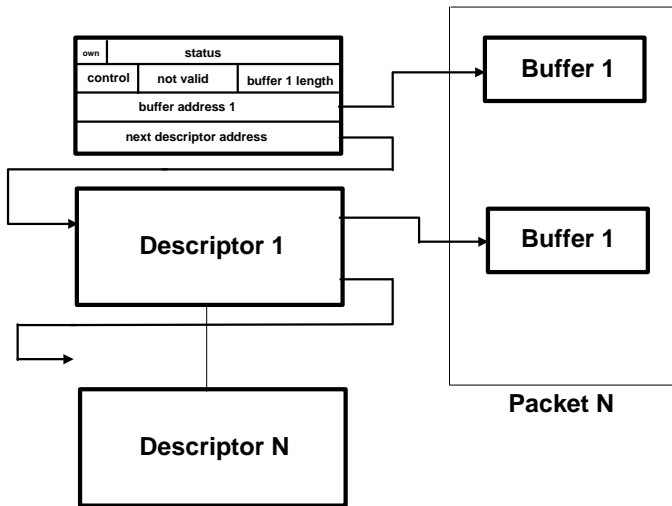 own status
control not valid buffer 1 length
buffer address 1
next descriptor address
Buffer 1
Descriptor 1
Buffer 1
Descriptor N
Packet N